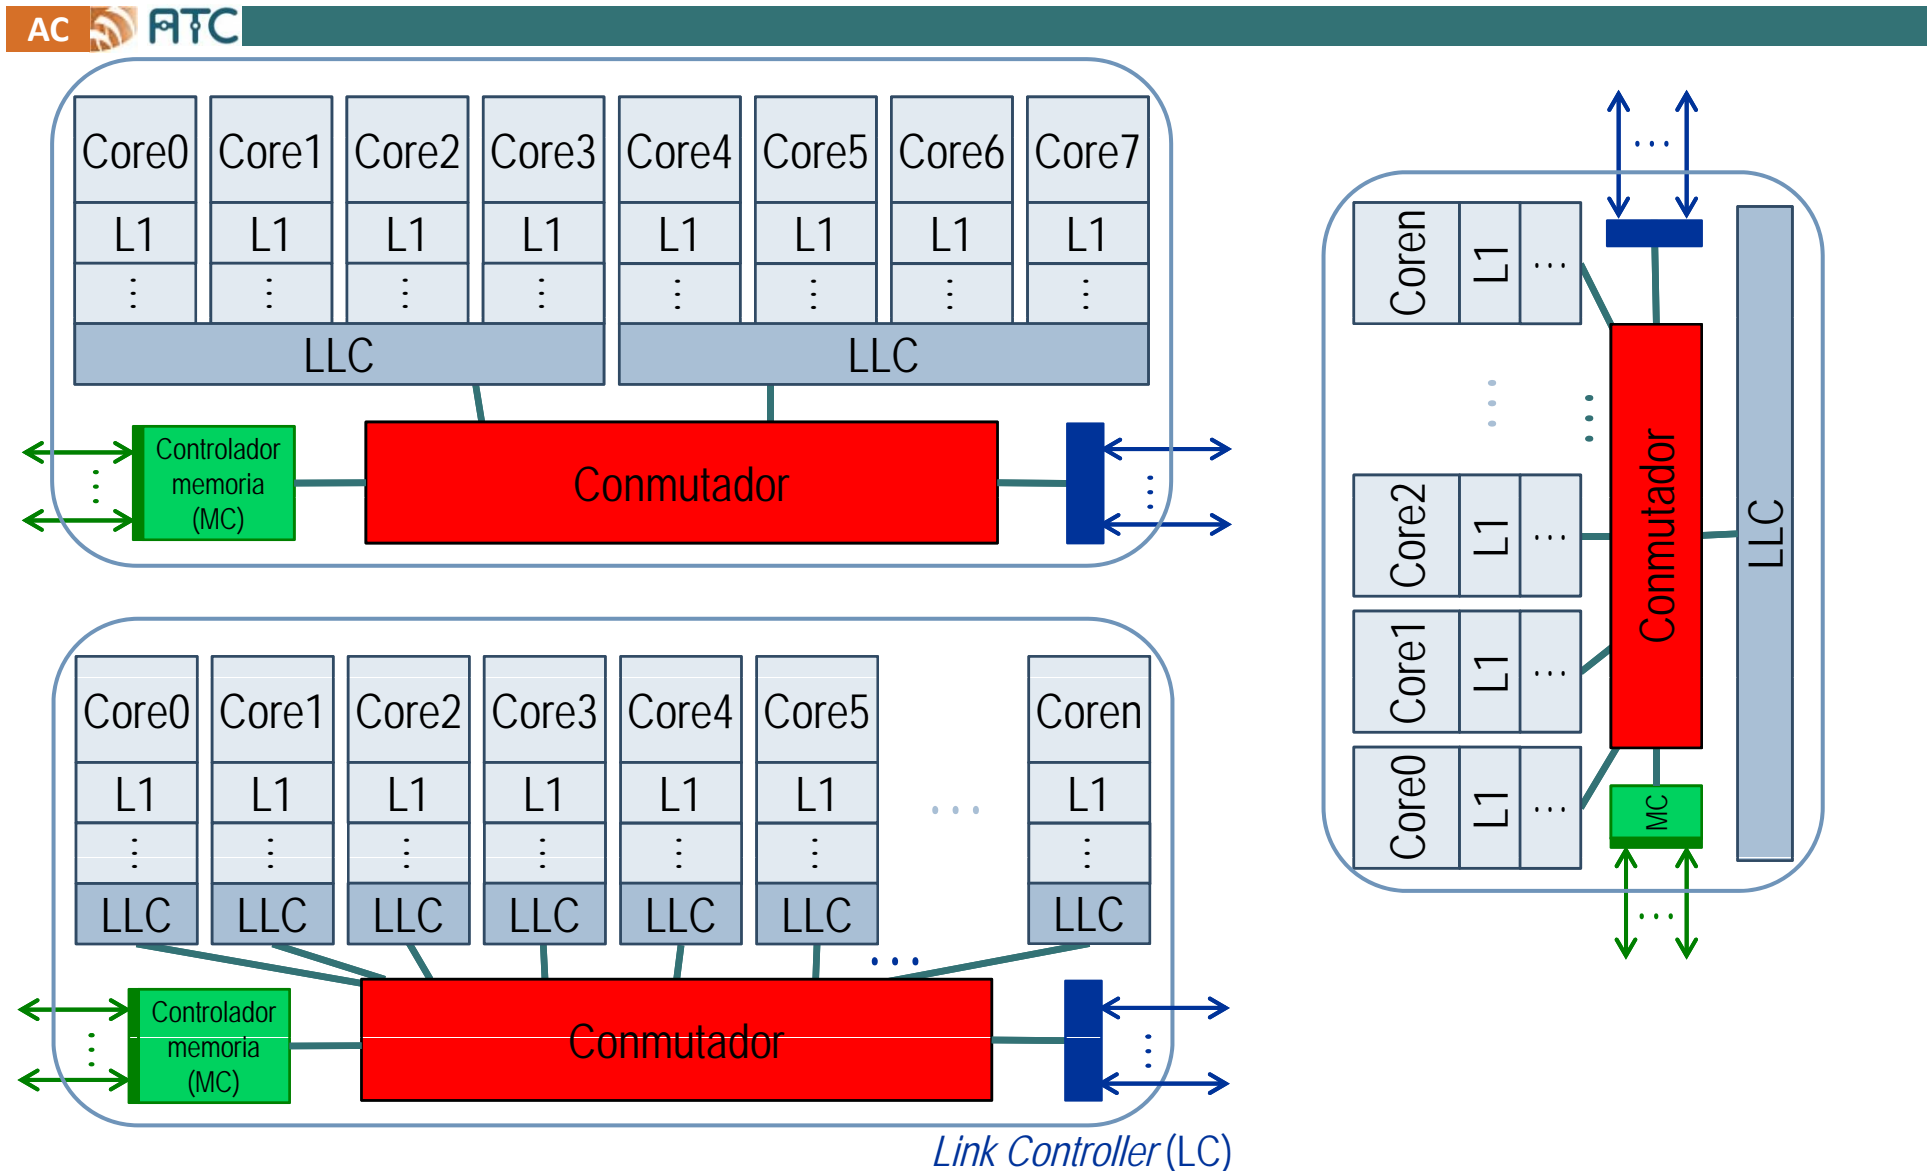 AC ATC
Core0 Core1 Core2 Core3 Core4 Core5 Core6 Core7
L1 L1 L1 L1 L1 L1 L1 L1
⋮ ⋮ ⋮ ⋮ ⋮ ⋮ ⋮ ⋮
LLC LLC
Controlador
memoria
(MC)
Conmutador
Coren L1 ...
Core2 L1 ...
Core1 L1 ...
Core0 L1 ...
Conmutador
LLC
MC
Core0 Core1 Core2 Core3 Core4 Core5 ... Coren
L1 L1 L1 L1 L1 L1 L1
⋮ ⋮ ⋮ ⋮ ⋮ ⋮ ⋮
LLC LLC LLC LLC LLC LLC LLC
Controlador
memoria
(MC)
Conmutador
Link Controller (LC)